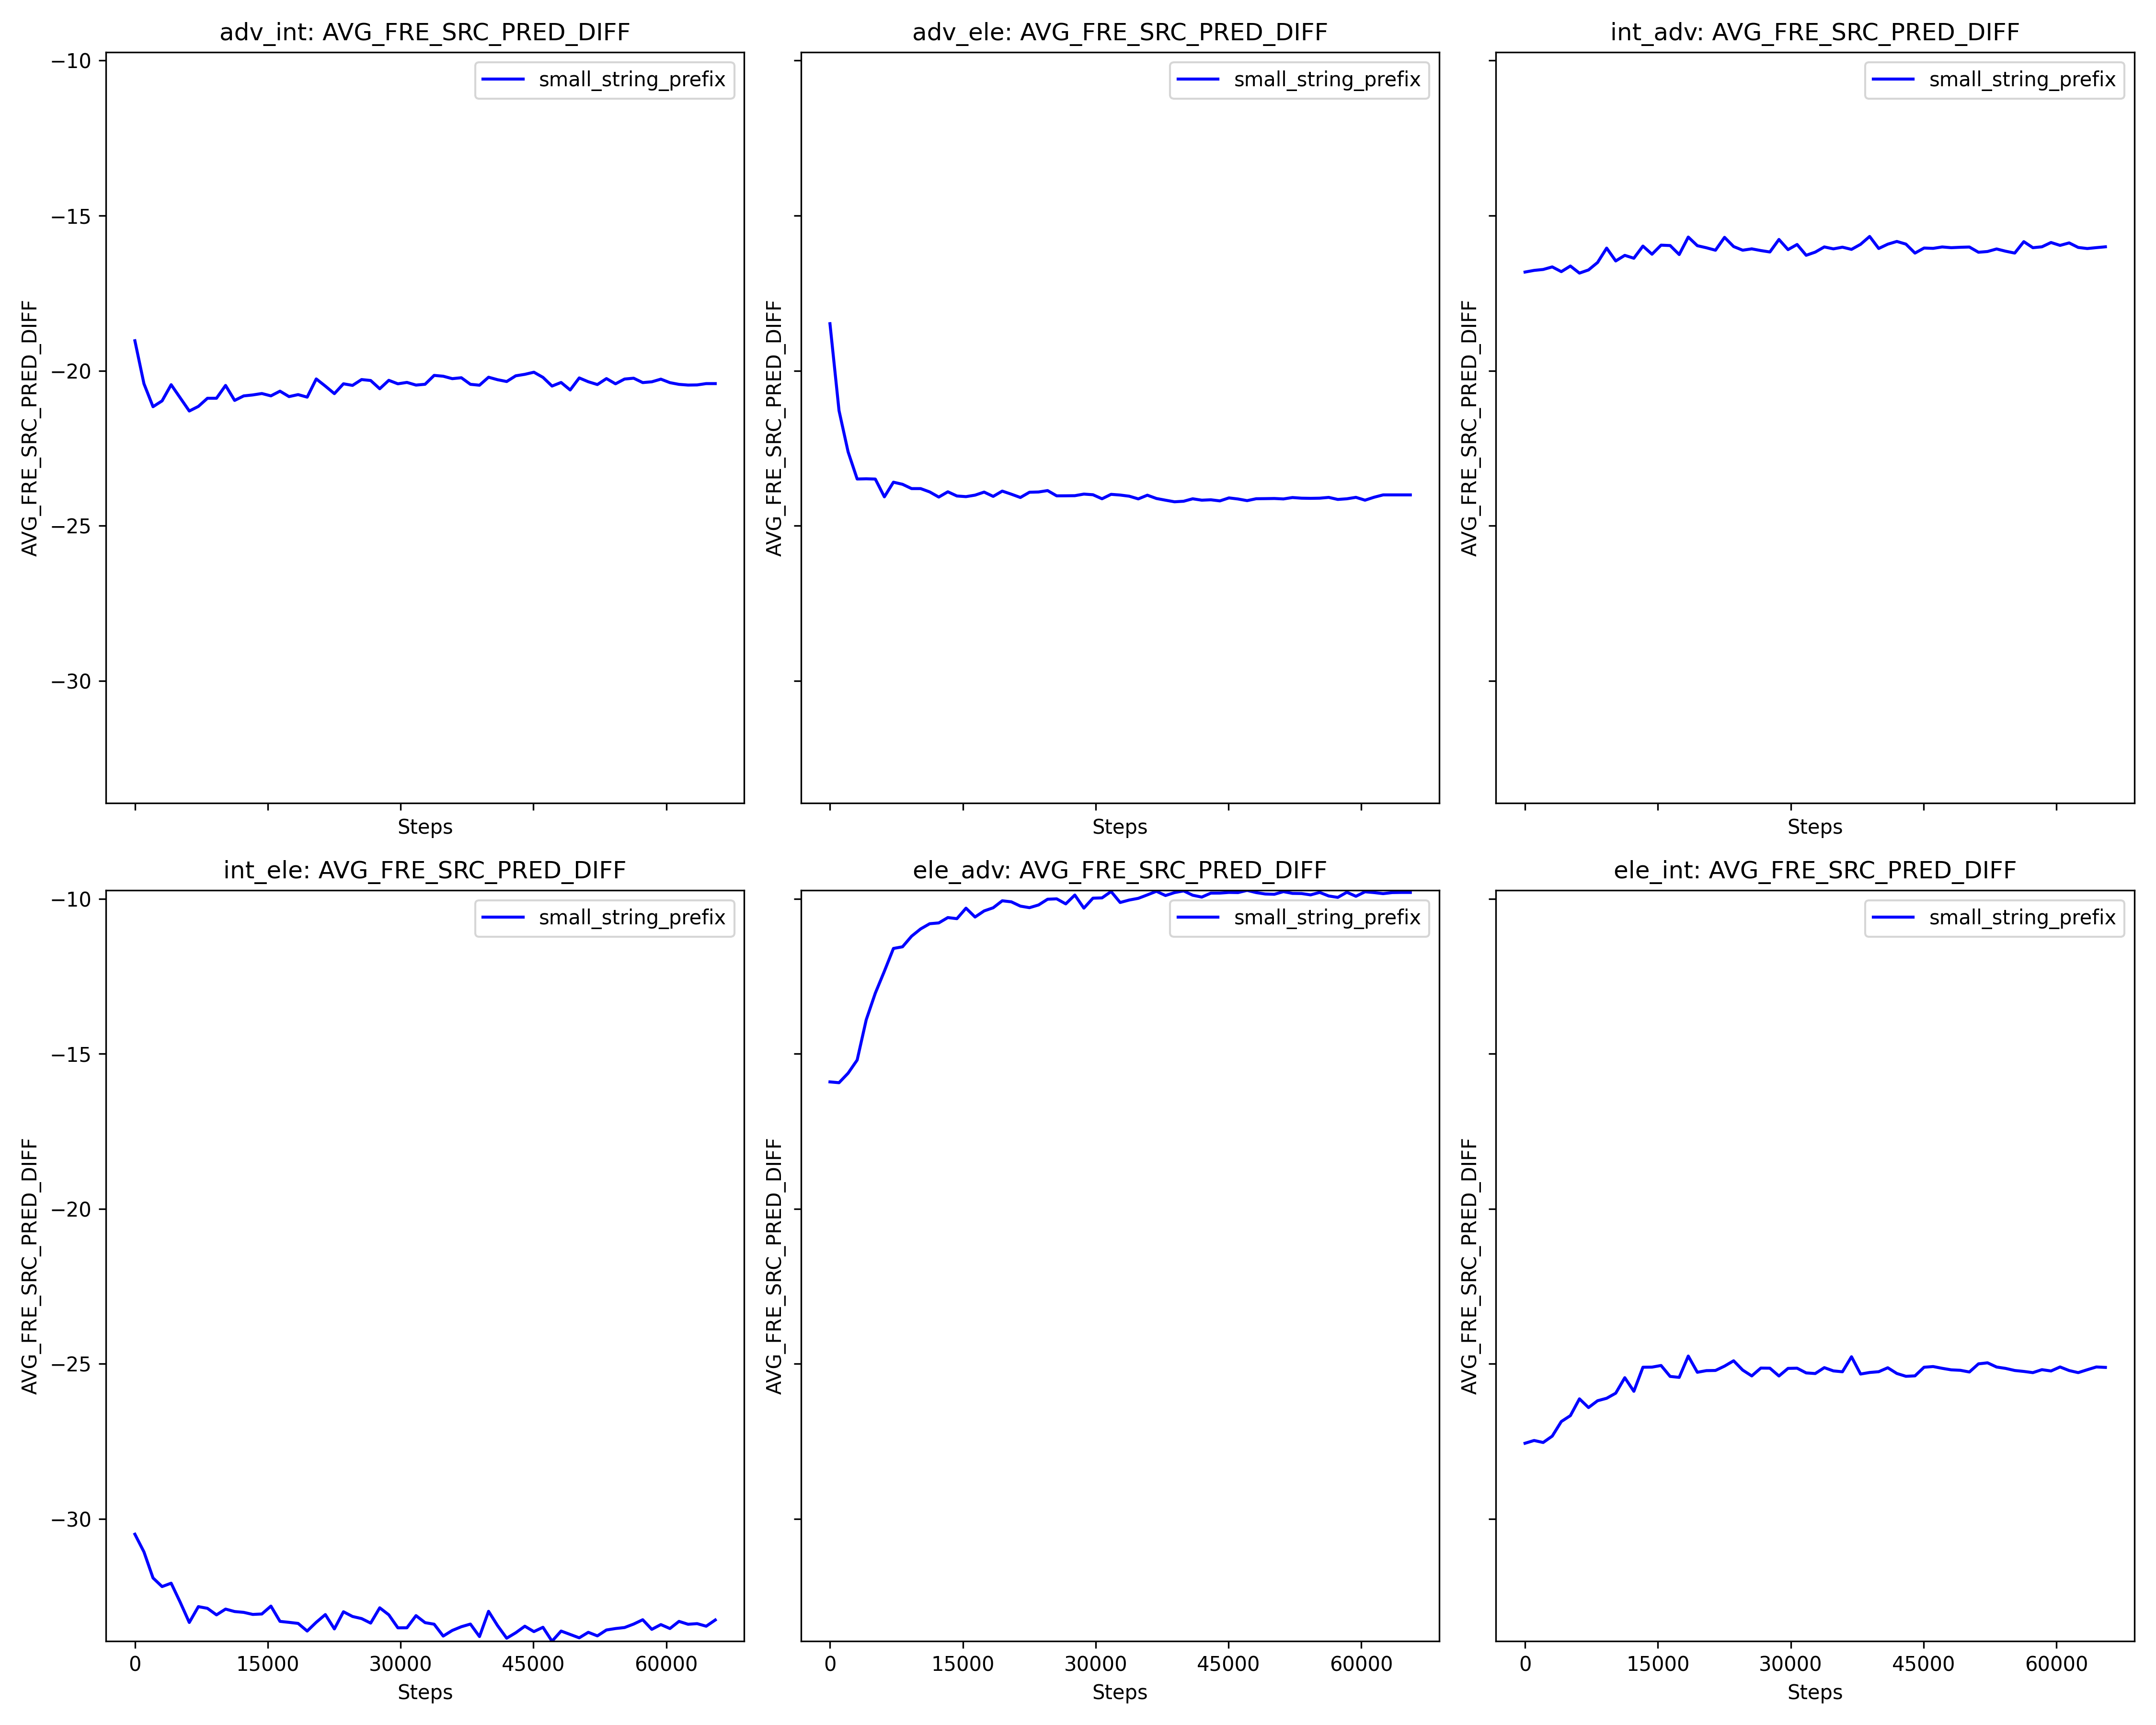 adv_int: AVG_FRE_SRC_PRED_DIFF
adv_ele: AVG_FRE_SRC_PRED_DIFF
int_adv: AVG_FRE_SRC_PRED_DIFF
small_string_prefix
small_string_prefix
small_string_prefix
−10
−15
−20
−25
−30
AVG_FRE_SRC_PRED_DIFF
AVG_FRE_SRC_PRED_DIFF
AVG_FRE_SRC_PRED_DIFF
Steps
Steps
Steps
int_ele: AVG_FRE_SRC_PRED_DIFF
ele_adv: AVG_FRE_SRC_PRED_DIFF
ele_int: AVG_FRE_SRC_PRED_DIFF
small_string_prefix
small_string_prefix
small_string_prefix
−10
−15
−20
−25
−30
AVG_FRE_SRC_PRED_DIFF
AVG_FRE_SRC_PRED_DIFF
AVG_FRE_SRC_PRED_DIFF
0 15000 30000 45000 60000
0 15000 30000 45000 60000
0 15000 30000 45000 60000
Steps
Steps
Steps